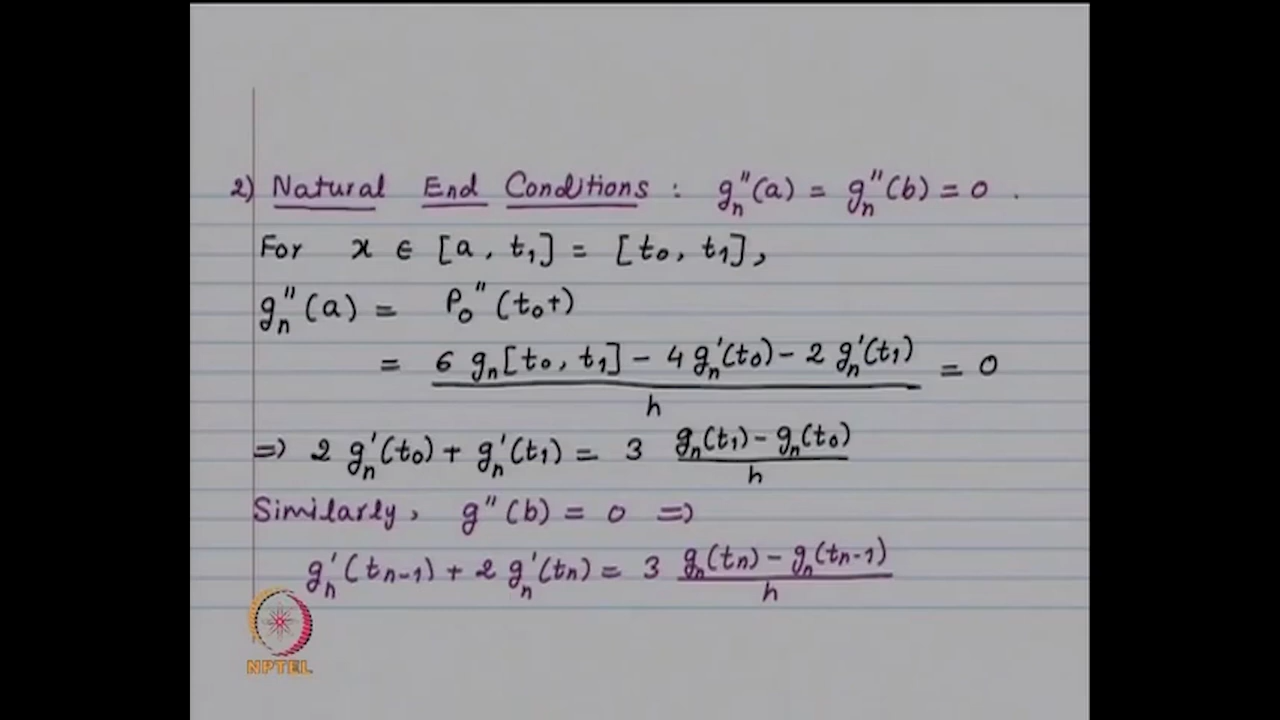 2) Natural End Conditions : gₙ''(a) = gₙ''(b) = 0 .
For x ∈ [a, t₁] = [t₀, t₁],
gₙ''(a) = P₀''(t₀+)
= (6 gₙ[t₀, t₁] − 4 gₙ'(t₀) − 2 gₙ'(t₁)) / h = 0
⇒ 2 gₙ'(t₀) + gₙ'(t₁) = 3 (gₙ(t₁) − gₙ(t₀)) / h
Similarly, g''(b) = 0 ⇒
gₙ'(tₙ₋₁) + 2 gₙ'(tₙ) = 3 (gₙ(tₙ) − gₙ(tₙ₋₁)) / h
NPTEL